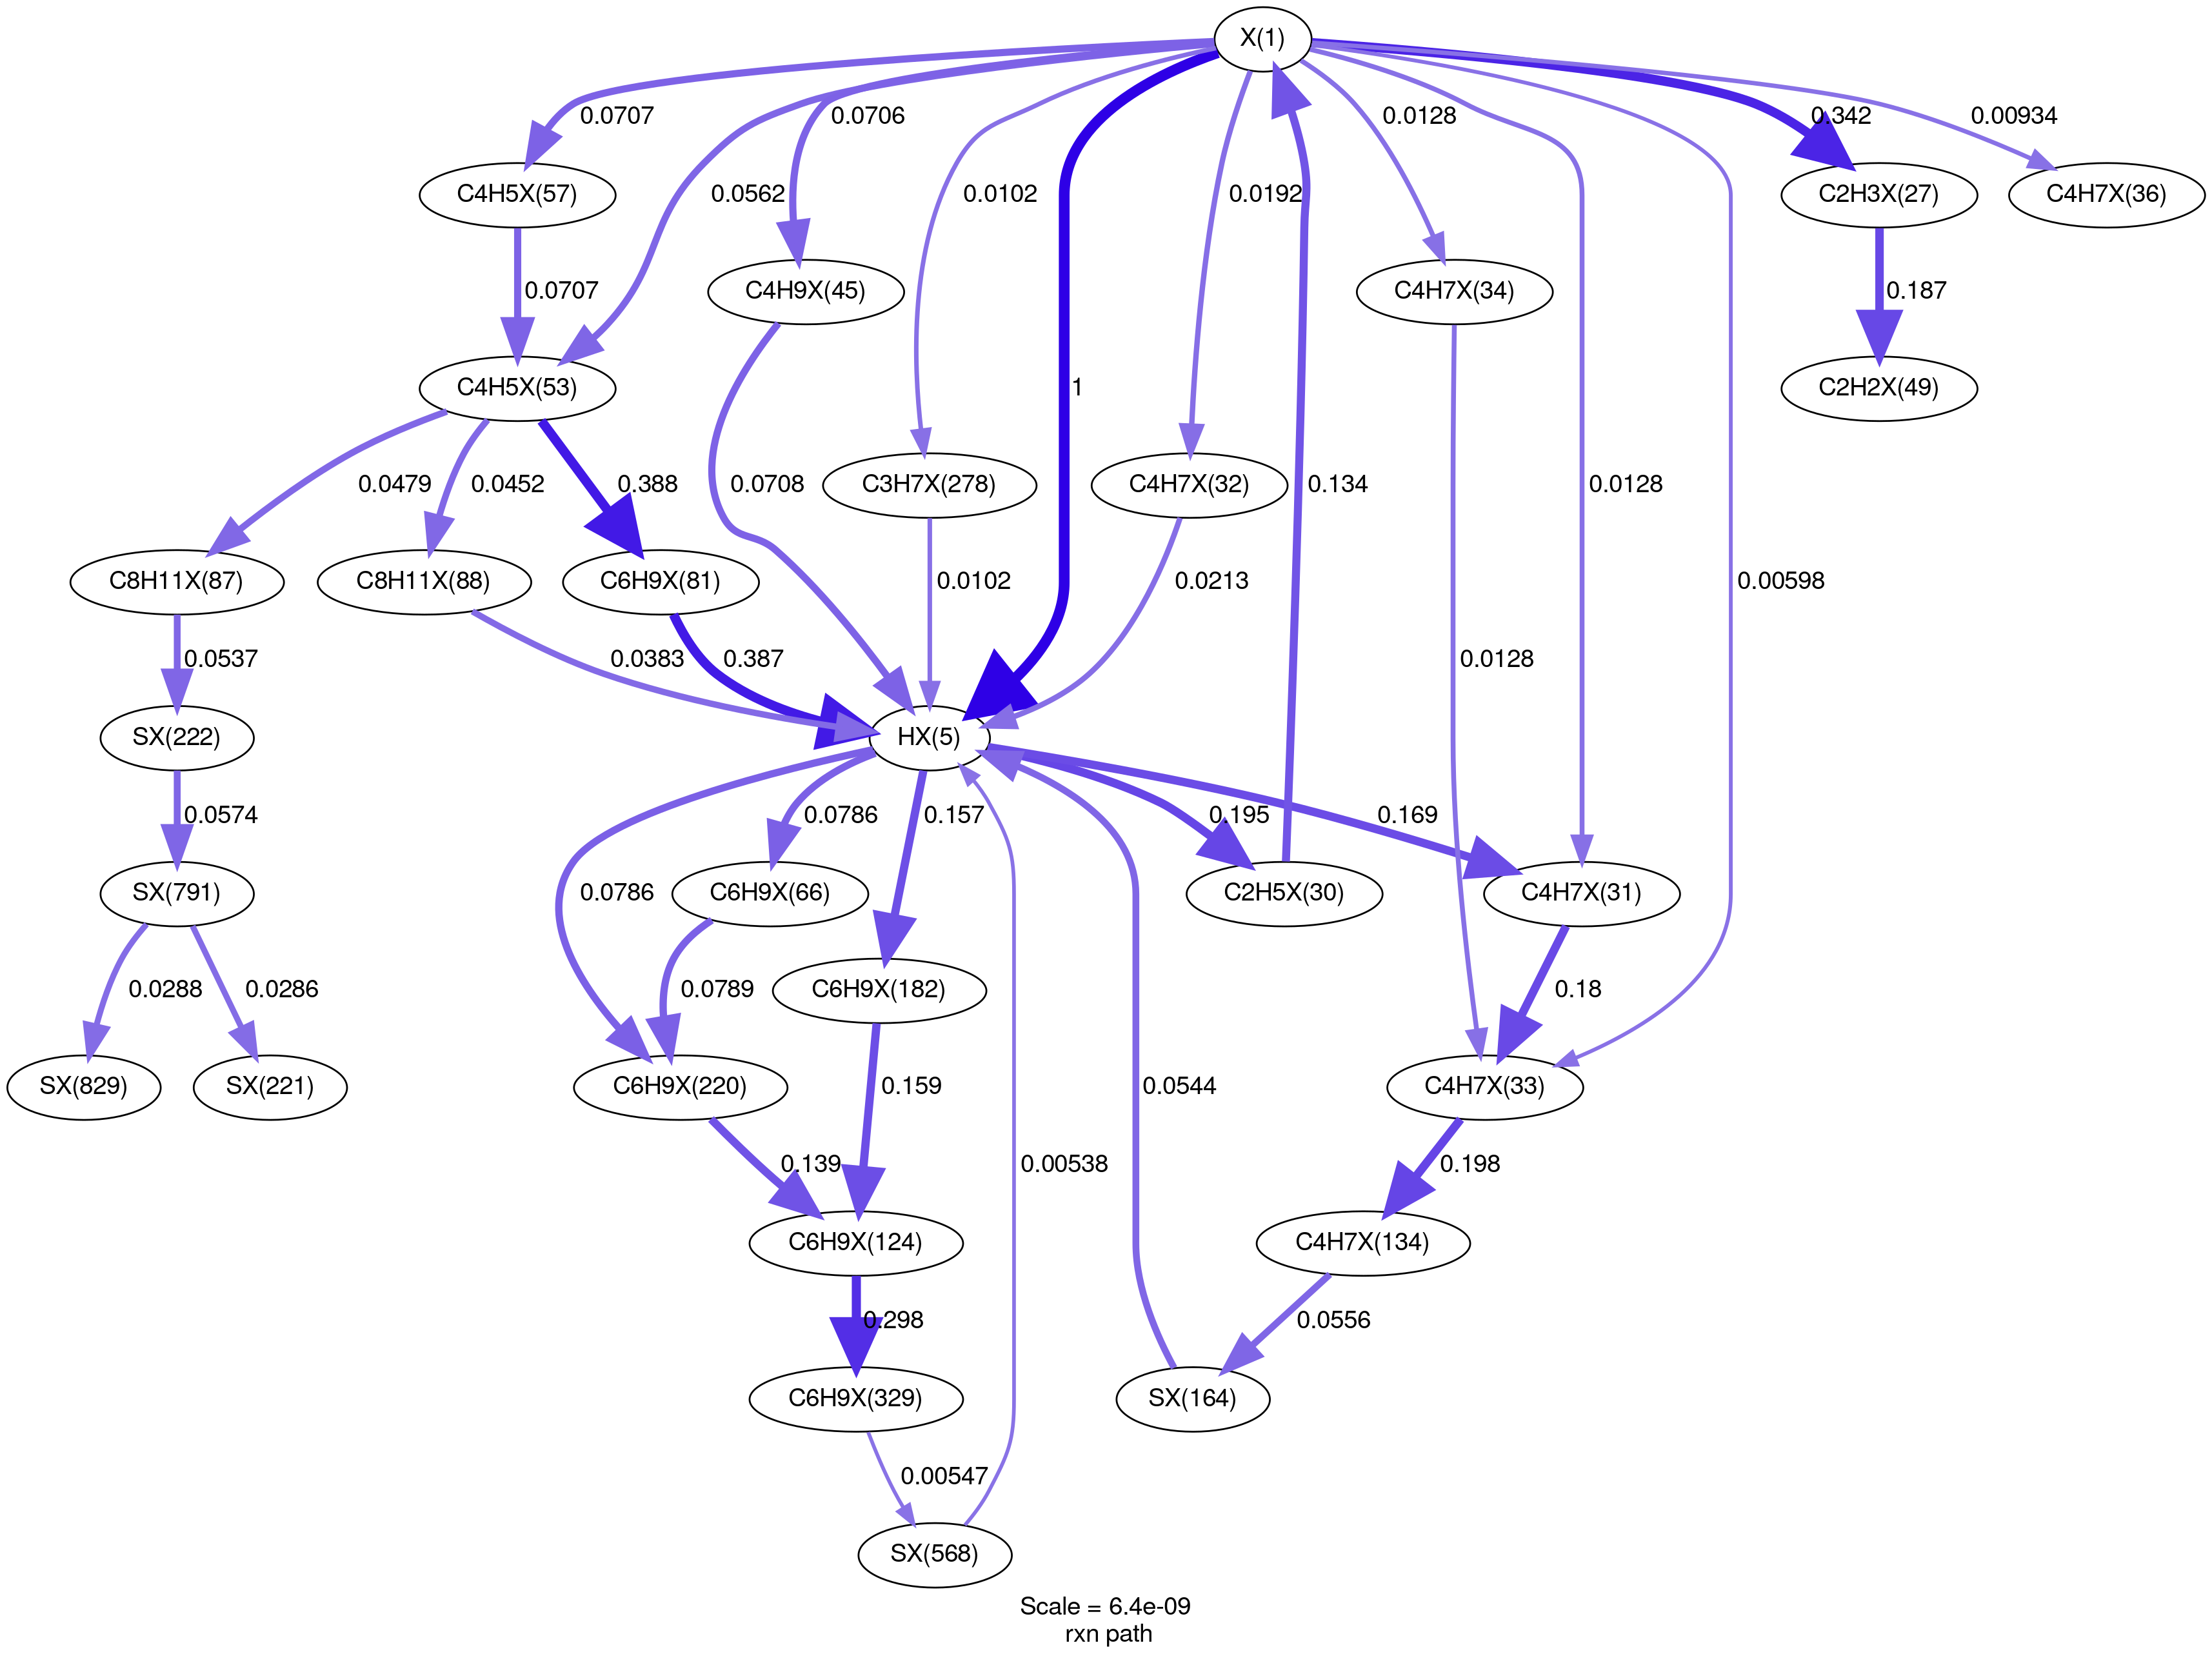 X(1)
0.0707
0.0706
0.0128
0.342
0.00934
C4H5X(57)
0.0562
0.0102
0.0192
C2H3X(27)
C4H7X(36)
0.0707
C4H9X(45)
C4H7X(34)
0.187
C4H5X(53)
1
C2H2X(49)
0.0479
0.0452
0.388
0.0708
C3H7X(278)
C4H7X(32)
0.134
0.0128
C8H11X(87)
C8H11X(88)
C6H9X(81)
0.0102
0.0213
0.00598
0.0537
0.0383
0.387
0.0128
SX(222)
HX(5)
0.0574
0.0786
0.157
0.195
0.169
SX(791)
0.0786
C6H9X(66)
C2H5X(30)
C4H7X(31)
0.0288
0.0286
0.0789
C6H9X(182)
0.18
SX(829)
SX(221)
C6H9X(220)
0.159
0.0544
C4H7X(33)
0.139
0.00538
0.198
C6H9X(124)
C4H7X(134)
0.298
0.0556
C6H9X(329)
SX(164)
0.00547
SX(568)
Scale = 6.4e-09
rxn path